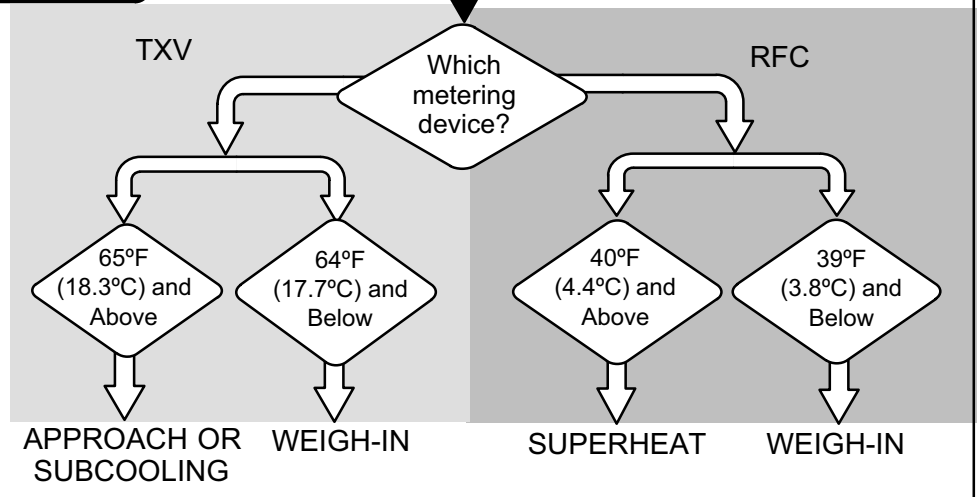 TXV
Which
metering
device?
RFC
65ºF
(18.3ºC) and
Above
64ºF
(17.7ºC) and
Below
40ºF
(4.4ºC) and
Above
39ºF
(3.8ºC) and
Below
APPROACH OR
SUBCOOLING
WEIGH-IN
SUPERHEAT
WEIGH-IN